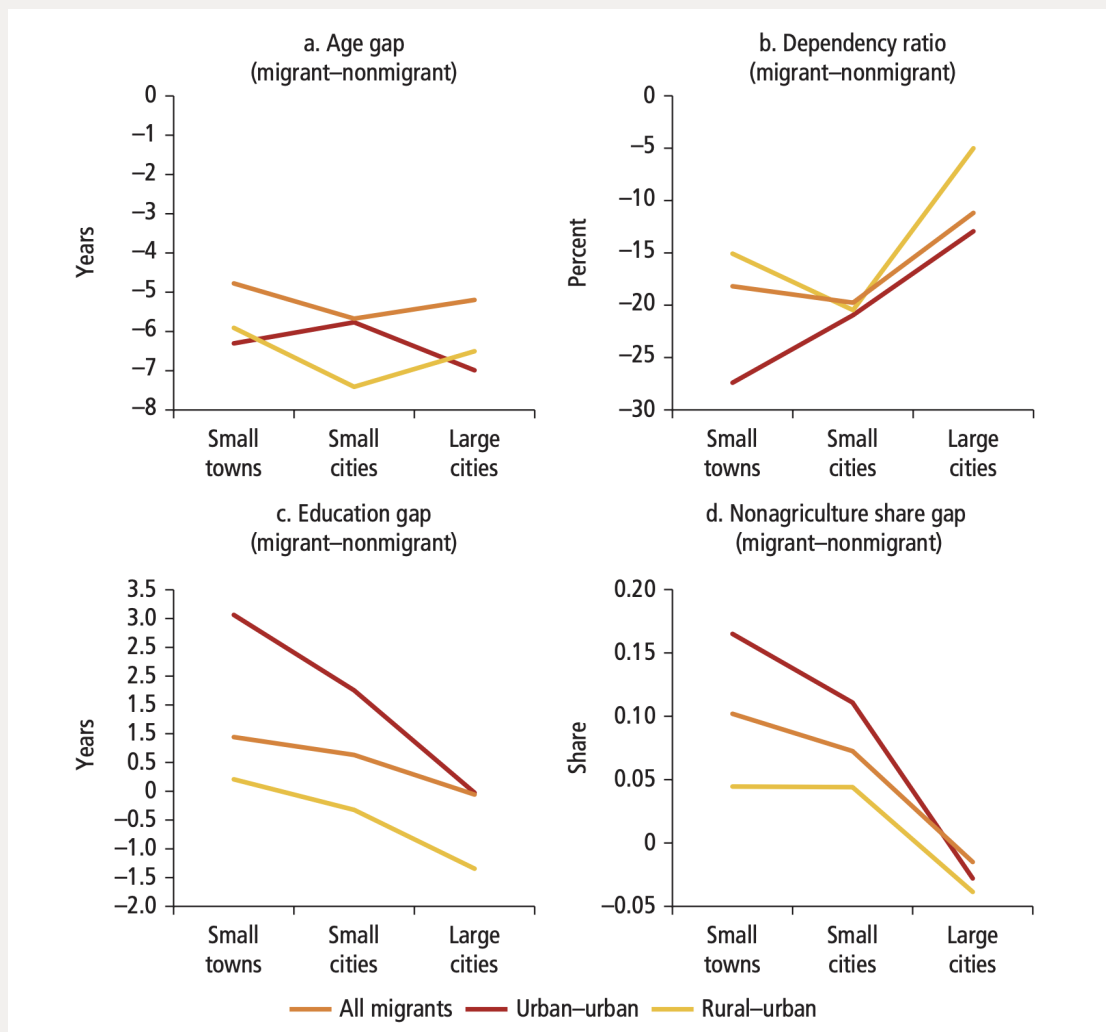 a. Age gap
(migrant–nonmigrant)
0
–1
–2
–3
–4
–5
–6
–7
–8
Years
Small towns
Small cities
Large cities
b. Dependency ratio
(migrant–nonmigrant)
0
–5
–10
–15
–20
–25
–30
Percent
Small towns
Small cities
Large cities
c. Education gap
(migrant–nonmigrant)
3.5
3.0
2.5
2.5
1.5
1.5
0.5
0
–0.5
–1.0
–1.5
–2.0
Years
Small towns
Small cities
Large cities
d. Nonagriculture share gap
(migrant–nonmigrant)
0.20
0.15
0.10
0.05
0
–0.05
Share
Small towns
Small cities
Large cities
All migrants
Urban–urban
Rural–urban